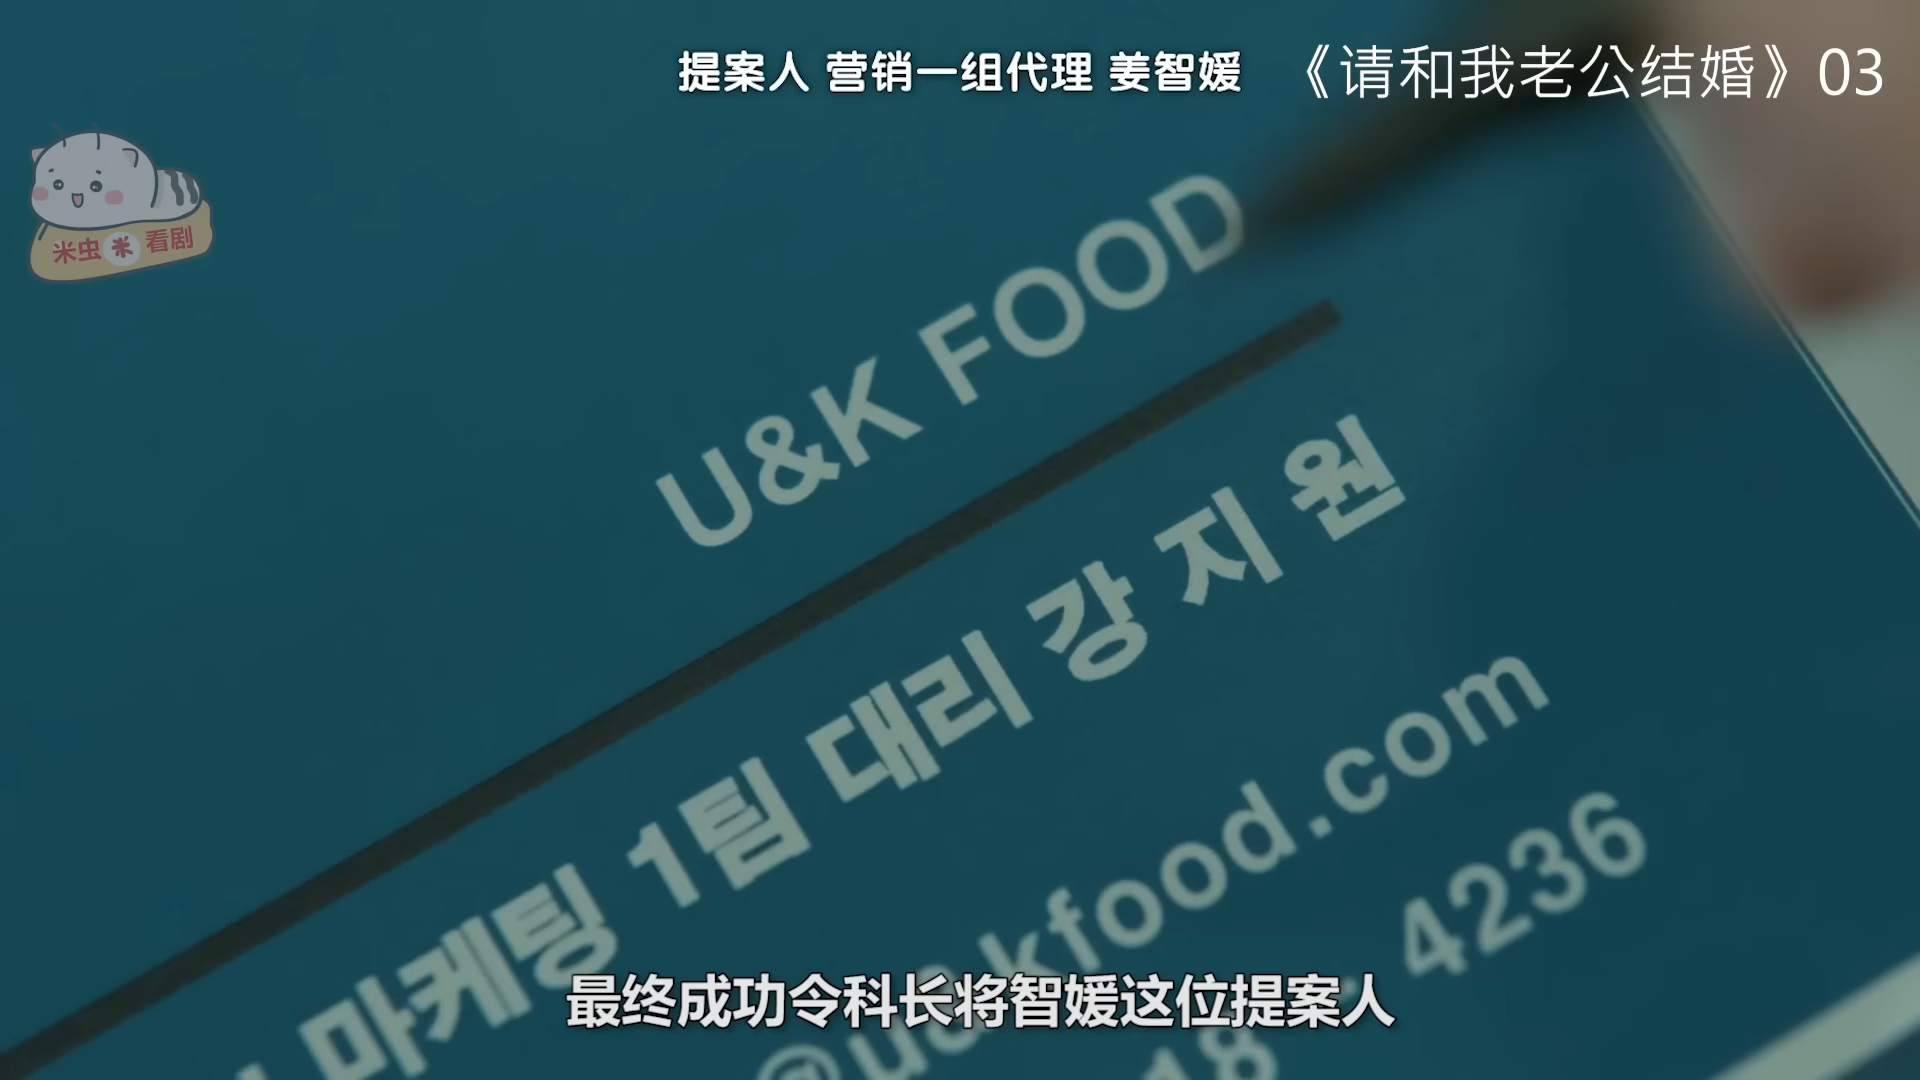 提案人 营销一组代理 姜智媛
《请和我老公结婚》03
米虫米看剧
U&K FOOD
마케팅 1팀 대리 강지원
@u&kfood.com
18 4236
最终成功令科长将智媛这位提案人